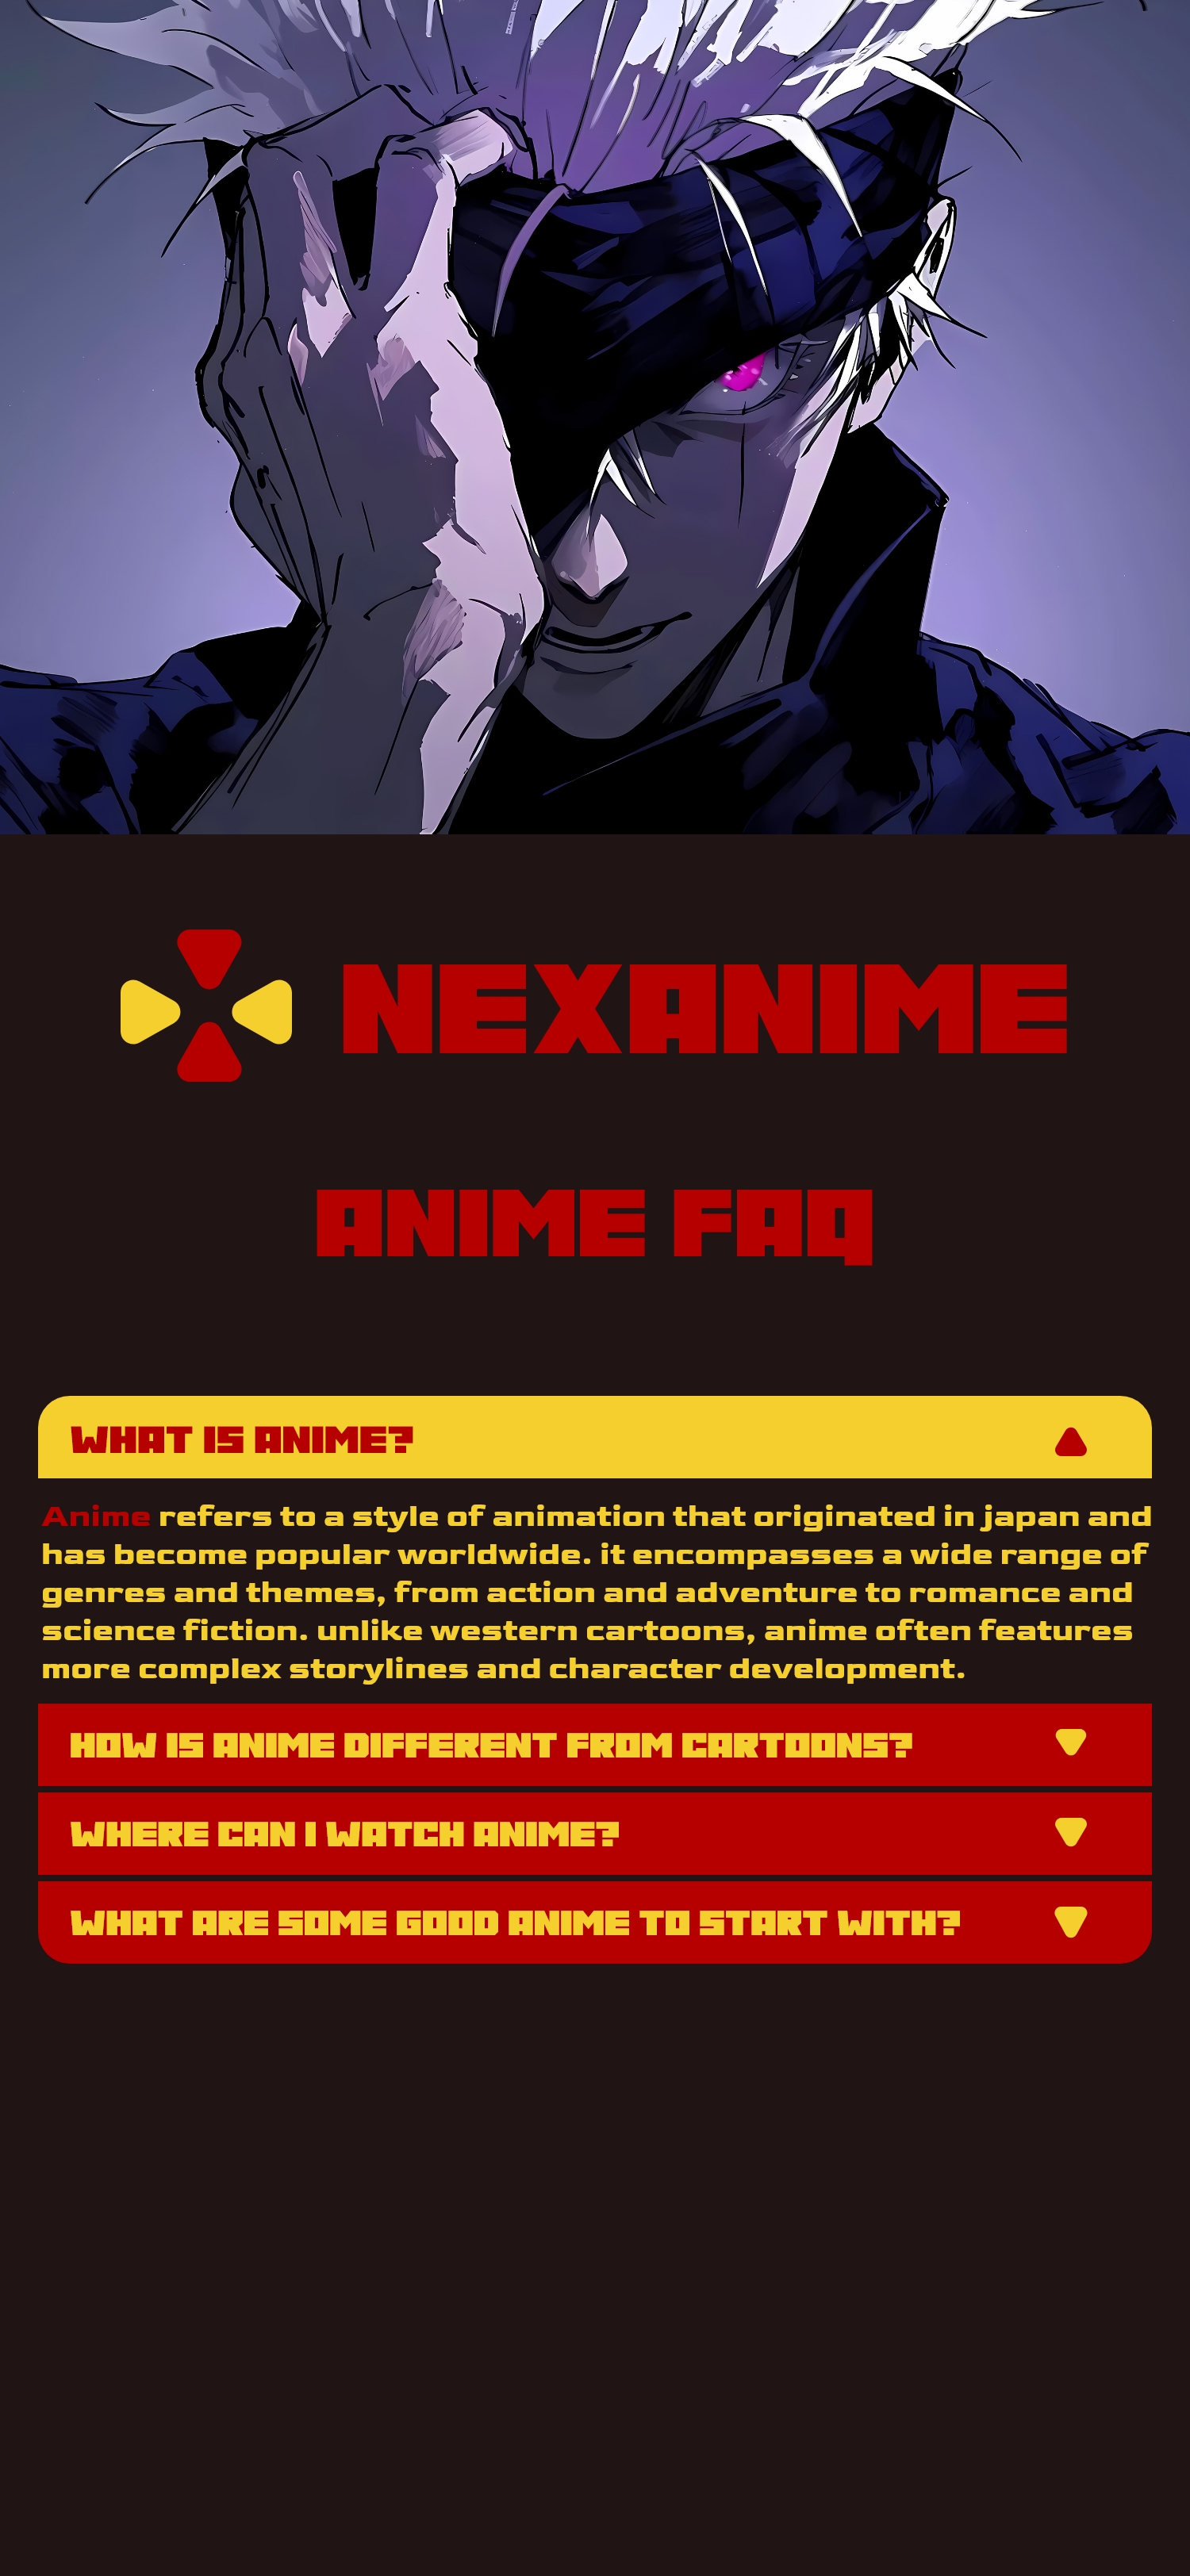 NEXANIME
ANIME FAQ
WHAT IS ANIME?
Anime refers to a style of animation that originated in japan and
has become popular worldwide. it encompasses a wide range of
genres and themes, from action and adventure to romance and
science fiction. unlike western cartoons, anime often features
more complex storylines and character development.
HOW IS ANIME DIFFERENT FROM CARTOONS?
WHERE CAN I WATCH ANIME?
WHAT ARE SOME GOOD ANIME TO START WITH?